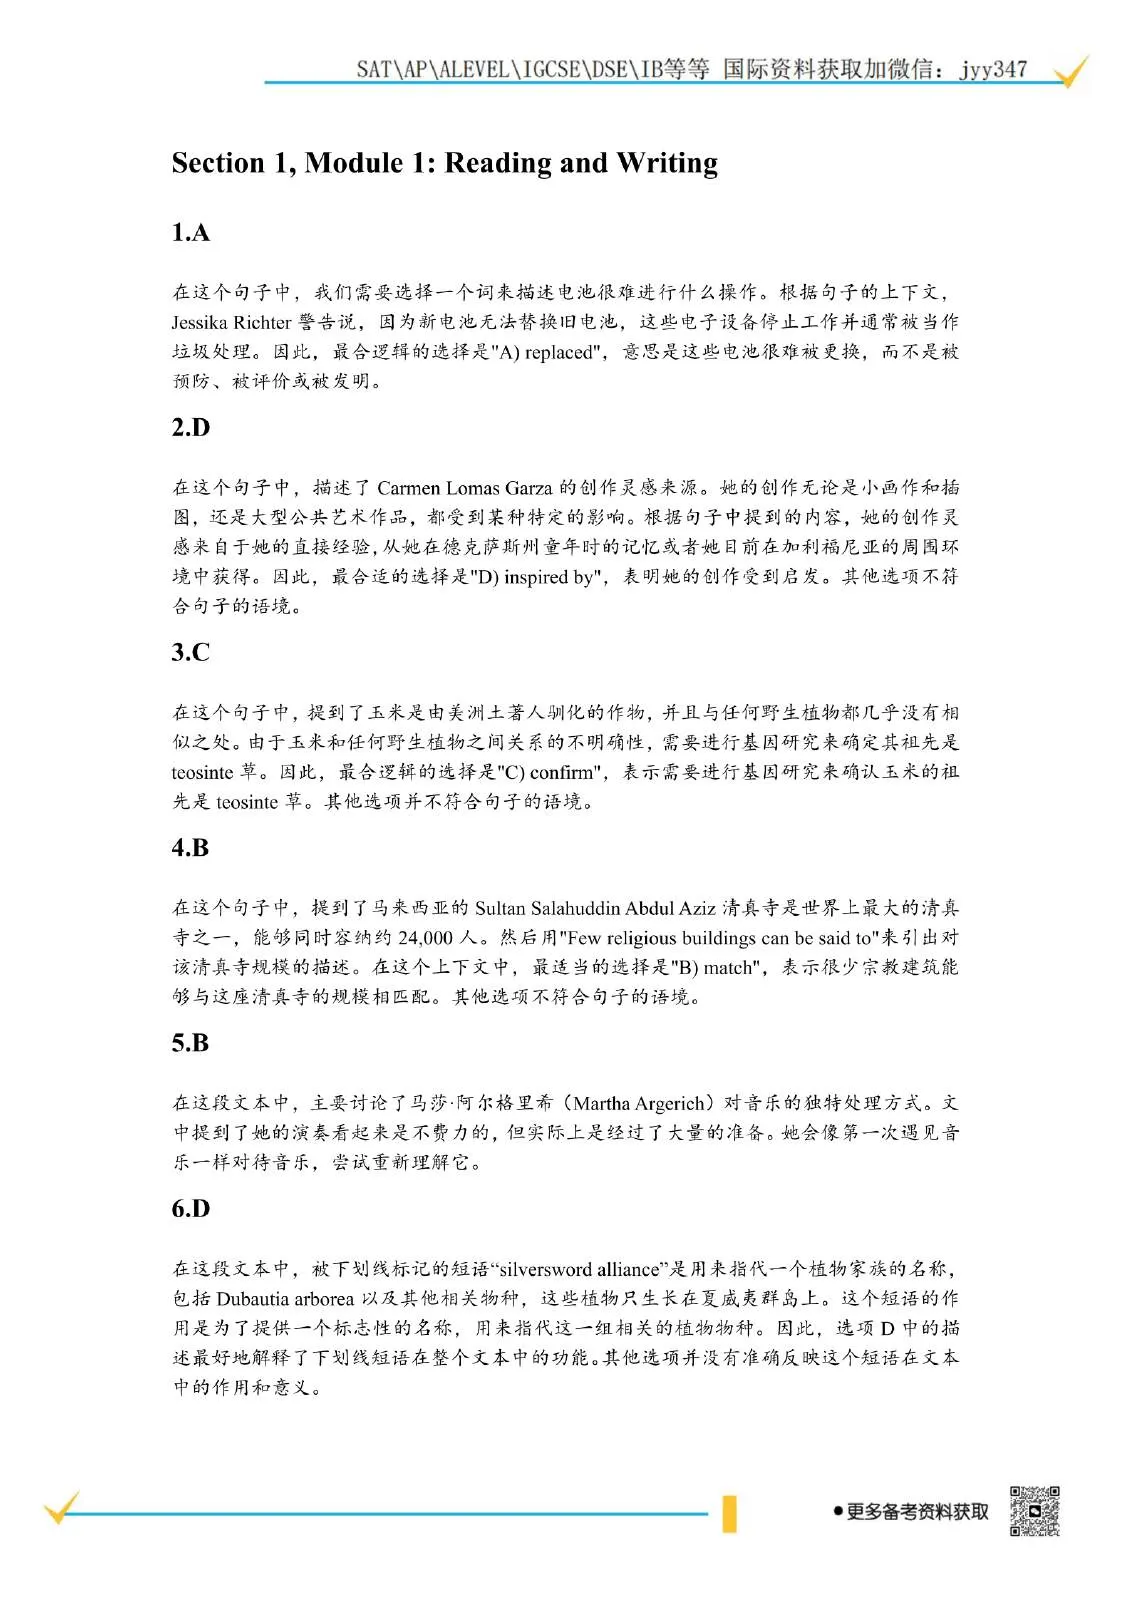 SAT\AP\ALEVEL\IGCSE\DSE\IB等等 国际资料获取加微信：jyy347
Section 1, Module 1: Reading and Writing
1.A
在这个句子中，我们需要选择一个词来描述电池很难进行什么操作。根据句子的上下文，
Jessika Richter 警告说，因为新电池无法替换旧电池，这些电子设备停止工作并通常被当作
垃圾处理。因此，最合逻辑的选择是"A) replaced"，意思是这些电池很难被更换，而不是被
预防、被评价或被发明。
2.D
在这个句子中，描述了 Carmen Lomas Garza 的创作灵感来源。她的创作无论是小画作和插
图，还是大型公共艺术作品，都受到某种特定的影响。根据句子中提到的内容，她的创作灵
感来自于她的直接经验，从她在德克萨斯州童年时的记忆或者她目前在加利福尼亚的周围环
境中获得。因此，最合适的选择是"D) inspired by"，表明她的创作受到启发。其他选项不符
合句子的语境。
3.C
在这个句子中，提到了玉米是由美洲土著人驯化的作物，并且与任何野生植物都几乎没有相
似之处。由于玉米和任何野生植物之间关系的不明确性，需要进行基因研究来确定其祖先是
teosinte 草。因此，最合逻辑的选择是"C) confirm"，表示需要进行基因研究来确认玉米的祖
先是 teosinte 草。其他选项并不符合句子的语境。
4.B
在这个句子中，提到了马来西亚的 Sultan Salahuddin Abdul Aziz 清真寺是世界上最大的清真
寺之一，能够同时容纳约 24,000 人。然后用"Few religious buildings can be said to"来引出对
该清真寺规模的描述。在这个上下文中，最适当的选择是"B) match"，表示很少宗教建筑能
够与这座清真寺的规模相匹配。其他选项不符合句子的语境。
5.B
在这段文本中，主要讨论了马莎·阿尔格里希（Martha Argerich）对音乐的独特处理方式。文
中提到了她的演奏看起来是不费力的，但实际上是经过了大量的准备。她会像第一次遇见音
乐一样对待音乐，尝试重新理解它。
6.D
在这段文本中，被下划线标记的短语“silversword alliance”是用来指代一个植物家族的名称，
包括 Dubautia arborea 以及其他相关物种，这些植物只生长在夏威夷群岛上。这个短语的作
用是为了提供一个标志性的名称，用来指代这一组相关的植物物种。因此，选项 D 中的描
述最好地解释了下划线短语在整个文本中的功能。其他选项并没有准确反映这个短语在文本
中的作用和意义。
●更多备考资料获取